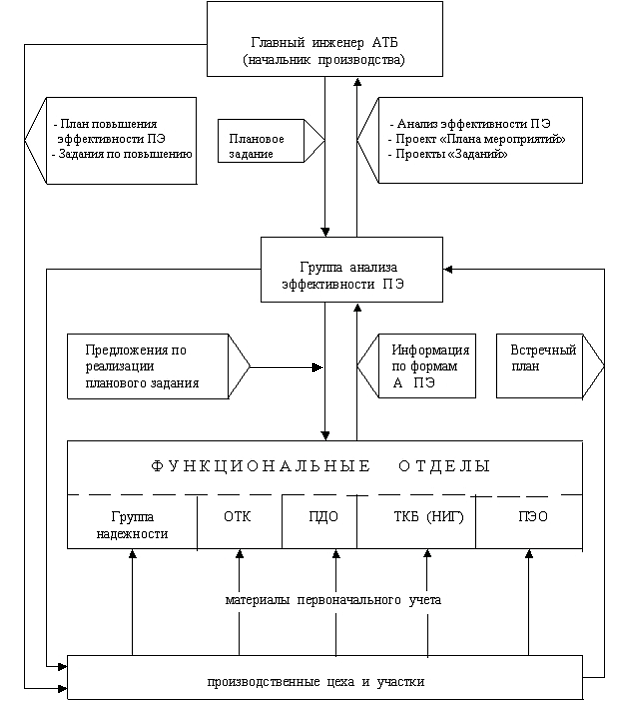 Главный инженер АТБ
(начальник производства)
- План повышения
эффективности ПЭ
- Задания по повышению
Плановое
задание
- Анализ эффективности ПЭ
- Проект «Плана мероприятий»
- Проекты «Заданий»
Группа анализа
эффективности ПЭ
Предложения по
реализации
планового задания
Информация
по формам
А ПЭ
Встречный
план
ФУНКЦИОНАЛЬНЫЕ ОТДЕЛЫ
Группа
надежности
ОТК
ПДО
ТКБ (НИГ)
ПЭО
материалы первоначального учета
производственные цеха и участки